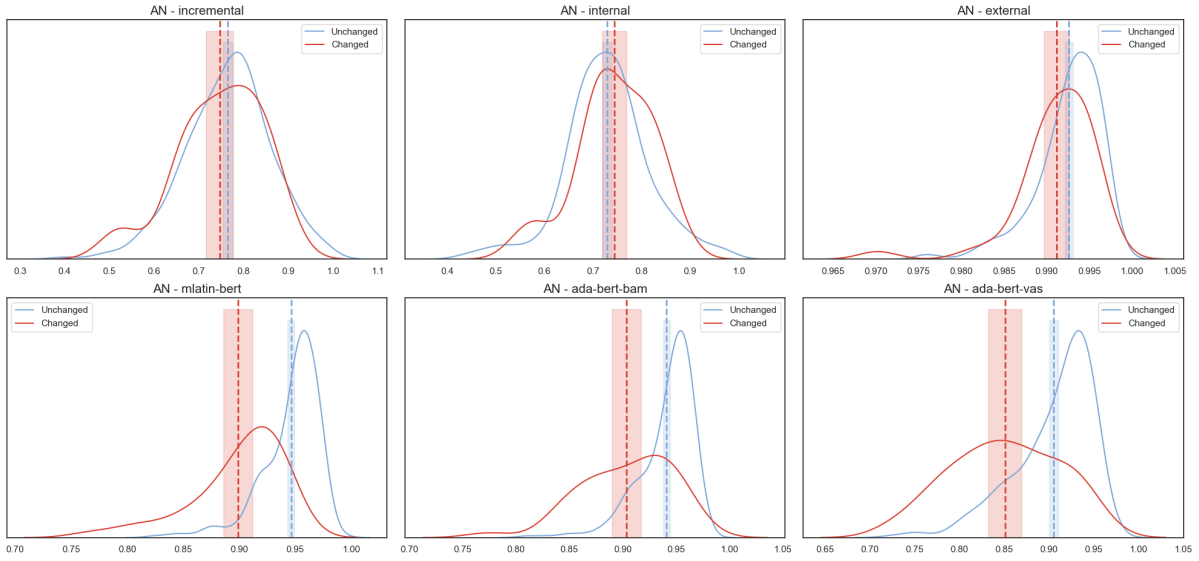 AN - incremental
Unchanged
Changed
0.3 0.4 0.5 0.6 0.7 0.8 0.9 1.0 1.1
AN - internal
Unchanged
Changed
0.4 0.5 0.6 0.7 0.8 0.9 1.0
AN - external
Unchanged
Changed
0.965 0.970 0.975 0.980 0.985 0.990 0.995 1.000 1.005
AN - mlatin-bert
Unchanged
Changed
0.70 0.75 0.80 0.85 0.90 0.95 1.00
AN - ada-bert-bam
Unchanged
Changed
0.70 0.75 0.80 0.85 0.90 0.95 1.00 1.05
AN - ada-bert-vas
Unchanged
Changed
0.65 0.70 0.75 0.80 0.85 0.90 0.95 1.00 1.05